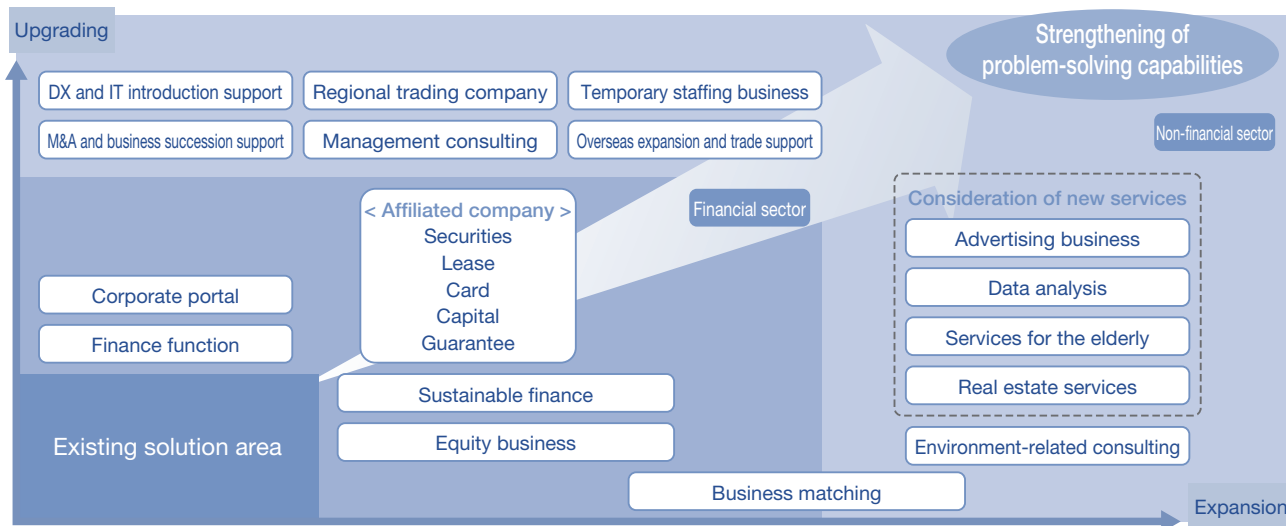 Upgrading
Strengthening of
problem-solving capabilities
DX and IT introduction support
Regional trading company
Temporary staffing business
M&A and business succession support
Management consulting
Overseas expansion and trade support
Non-financial sector
< Affiliated company >
Securities
Lease
Card
Capital
Guarantee
Financial sector
Consideration of new services
Advertising business
Data analysis
Services for the elderly
Real estate services
Corporate portal
Finance function
Sustainable finance
Equity business
Existing solution area
Environment-related consulting
Business matching
Expansion